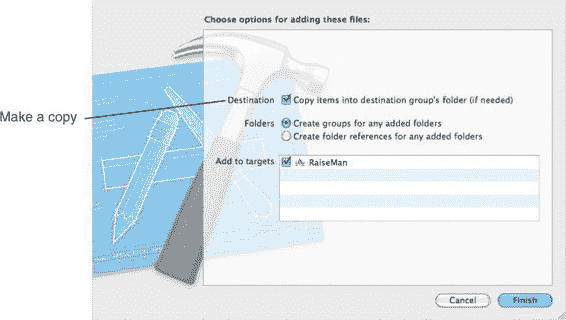 Choose options for adding these files:
Make a copy
Destination Copy items into destination group's folder (if needed)
Folders Create groups for any added folders
Create folder references for any added folders
Add to targets RaiseMan
Cancel Finish